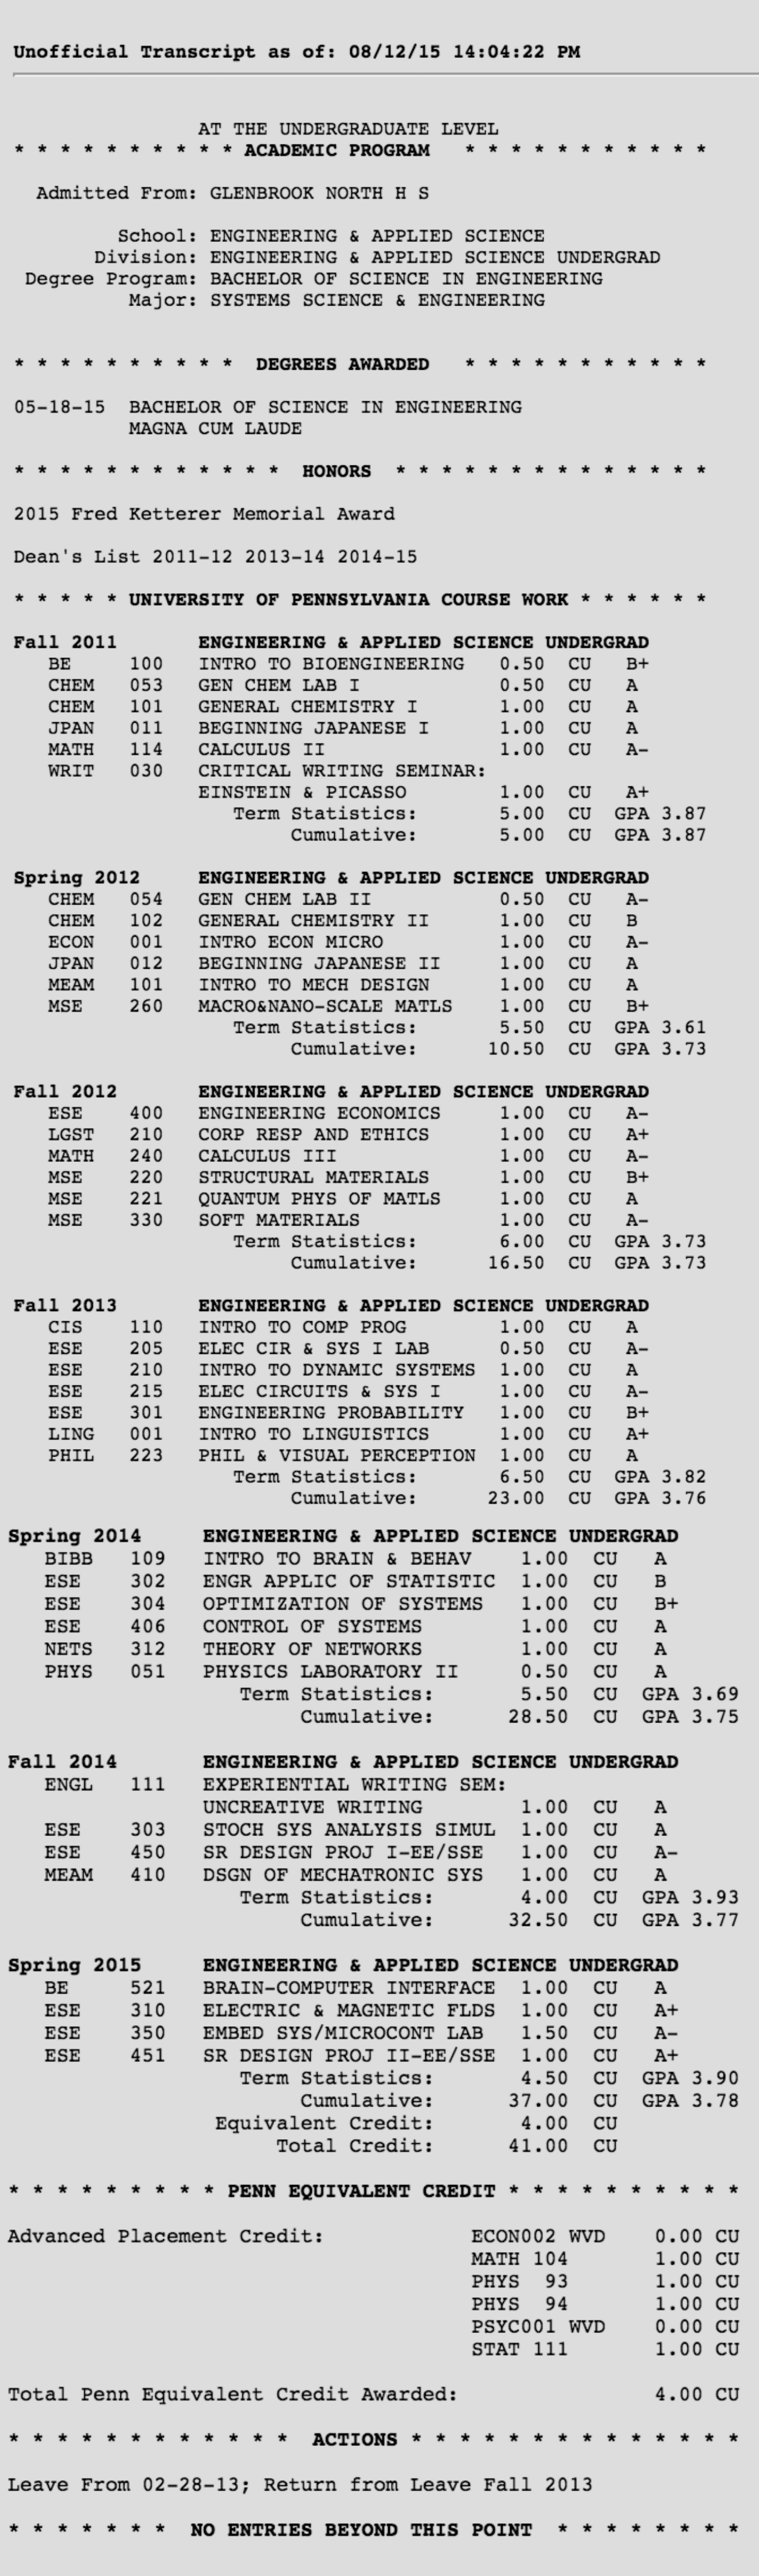 Unofficial Transcript as of: 08/12/15 14:04:22 PM
AT THE UNDERGRADUATE LEVEL
* * * * * * * * * * ACADEMIC PROGRAM * * * * * * * * * * *
Admitted From: GLENBROOK NORTH H S
School: ENGINEERING & APPLIED SCIENCE
Division: ENGINEERING & APPLIED SCIENCE UNDERGRAD
Degree Program: BACHELOR OF SCIENCE IN ENGINEERING
Major: SYSTEMS SCIENCE & ENGINEERING
* * * * * * * * * * DEGREES AWARDED * * * * * * * * * * *
05-18-15 BACHELOR OF SCIENCE IN ENGINEERING
MAGNA CUM LAUDE
* * * * * * * * * * * * HONORS * * * * * * * * * * * * * *
2015 Fred Ketterer Memorial Award
Dean's List 2011-12 2013-14 2014-15
* * * * * UNIVERSITY OF PENNSYLVANIA COURSE WORK * * * * * *
Fall 2011 ENGINEERING & APPLIED SCIENCE UNDERGRAD
BE 100 INTRO TO BIOENGINEERING 0.50 CU B+
CHEM 053 GEN CHEM LAB I 0.50 CU A
CHEM 101 GENERAL CHEMISTRY I 1.00 CU A
JPAN 011 BEGINNING JAPANESE I 1.00 CU A
MATH 114 CALCULUS II 1.00 CU A-
WRIT 030 CRITICAL WRITING SEMINAR:
EINSTEIN & PICASSO 1.00 CU A+
Term Statistics: 5.00 CU GPA 3.87
Cumulative: 5.00 CU GPA 3.87
Spring 2012 ENGINEERING & APPLIED SCIENCE UNDERGRAD
CHEM 054 GEN CHEM LAB II 0.50 CU A-
CHEM 102 GENERAL CHEMISTRY II 1.00 CU B
ECON 001 INTRO ECON MICRO 1.00 CU A-
JPAN 012 BEGINNING JAPANESE II 1.00 CU A
MEAM 101 INTRO TO MECH DESIGN 1.00 CU A
MSE 260 MACRO&NANO-SCALE MATLS 1.00 CU B+
Term Statistics: 5.50 CU GPA 3.61
Cumulative: 10.50 CU GPA 3.73
Fall 2012 ENGINEERING & APPLIED SCIENCE UNDERGRAD
ESE 400 ENGINEERING ECONOMICS 1.00 CU A-
LGST 210 CORP RESP AND ETHICS 1.00 CU A+
MATH 240 CALCULUS III 1.00 CU A-
MSE 220 STRUCTURAL MATERIALS 1.00 CU B+
MSE 221 QUANTUM PHYS OF MATLS 1.00 CU A
MSE 330 SOFT MATERIALS 1.00 CU A-
Term Statistics: 6.00 CU GPA 3.73
Cumulative: 16.50 CU GPA 3.73
Fall 2013 ENGINEERING & APPLIED SCIENCE UNDERGRAD
CIS 110 INTRO TO COMP PROG 1.00 CU A
ESE 205 ELEC CIR & SYS I LAB 0.50 CU A-
ESE 210 INTRO TO DYNAMIC SYSTEMS 1.00 CU A
ESE 215 ELEC CIRCUITS & SYS I 1.00 CU A-
ESE 301 ENGINEERING PROBABILITY 1.00 CU B+
LING 001 INTRO TO LINGUISTICS 1.00 CU A+
PHIL 223 PHIL & VISUAL PERCEPTION 1.00 CU A
Term Statistics: 6.50 CU GPA 3.82
Cumulative: 23.00 CU GPA 3.76
Spring 2014 ENGINEERING & APPLIED SCIENCE UNDERGRAD
BIBB 109 INTRO TO BRAIN & BEHAV 1.00 CU A
ESE 302 ENGR APPLIC OF STATISTIC 1.00 CU B
ESE 304 OPTIMIZATION OF SYSTEMS 1.00 CU B+
ESE 406 CONTROL OF SYSTEMS 1.00 CU A
NETS 312 THEORY OF NETWORKS 1.00 CU A
PHYS 051 PHYSICS LABORATORY II 0.50 CU A
Term Statistics: 5.50 CU GPA 3.69
Cumulative: 28.50 CU GPA 3.75
Fall 2014 ENGINEERING & APPLIED SCIENCE UNDERGRAD
ENGL 111 EXPERIENTIAL WRITING SEM:
UNCREATIVE WRITING 1.00 CU A
ESE 303 STOCH SYS ANALYSIS SIMUL 1.00 CU A
ESE 450 SR DESIGN PROJ I-EE/SSE 1.00 CU A-
MEAM 410 DSGN OF MECHATRONIC SYS 1.00 CU A
Term Statistics: 4.00 CU GPA 3.93
Cumulative: 32.50 CU GPA 3.77
Spring 2015 ENGINEERING & APPLIED SCIENCE UNDERGRAD
BE 521 BRAIN-COMPUTER INTERFACE 1.00 CU A
ESE 310 ELECTRIC & MAGNETIC FLDS 1.00 CU A+
ESE 350 EMBED SYS/MICROCONT LAB 1.50 CU A-
ESE 451 SR DESIGN PROJ II-EE/SSE 1.00 CU A+
Term Statistics: 4.50 CU GPA 3.90
Cumulative: 37.00 CU GPA 3.78
Equivalent Credit: 4.00 CU
Total Credit: 41.00 CU
* * * * * * * * * PENN EQUIVALENT CREDIT * * * * * * * * * *
Advanced Placement Credit: ECON002 WVD 0.00 CU
MATH 104 1.00 CU
PHYS 93 1.00 CU
PHYS 94 1.00 CU
PSYC001 WVD 0.00 CU
STAT 111 1.00 CU
Total Penn Equivalent Credit Awarded: 4.00 CU
* * * * * * * * * * * * ACTIONS * * * * * * * * * * * * * *
Leave From 02-28-13; Return from Leave Fall 2013
* * * * * * * NO ENTRIES BEYOND THIS POINT * * * * * * * *